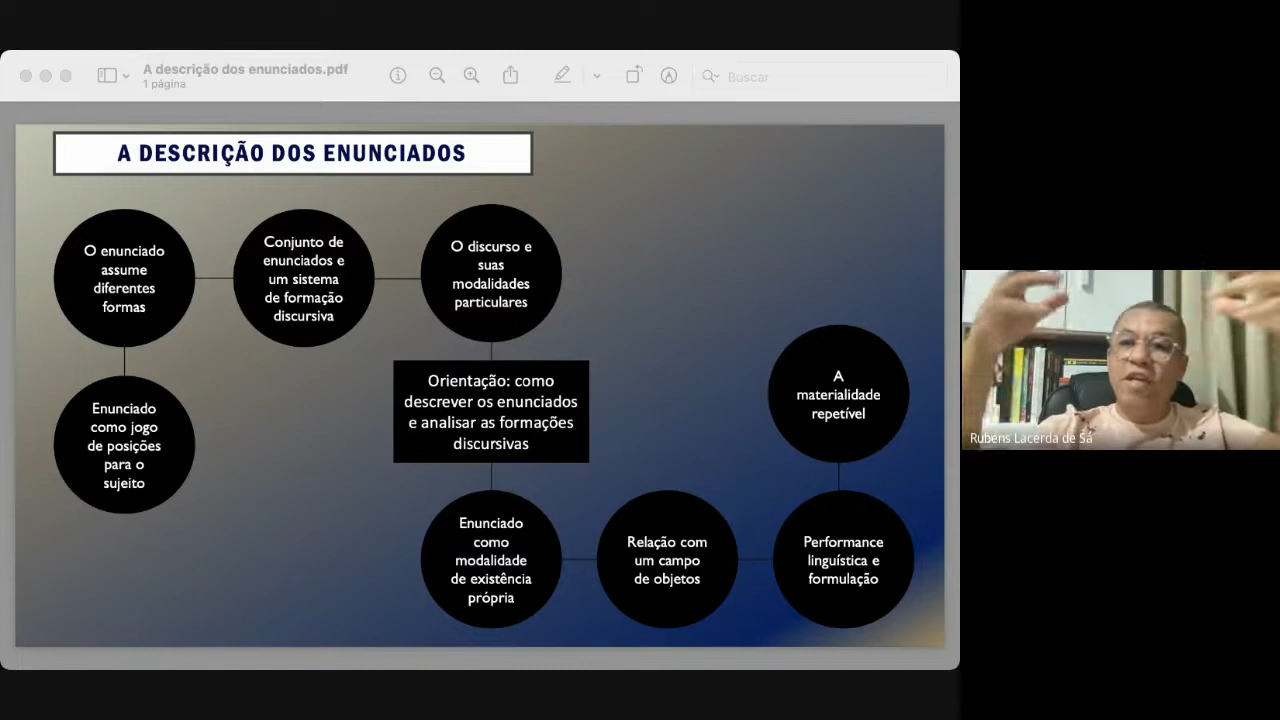 A descrição dos enunciados.pdf
1 página
Buscar
A DESCRIÇÃO DOS ENUNCIADOS
O enunciado
assume
diferentes
formas
Conjunto de
enunciados e
um sistema
de formação
discursiva
O discurso e
suas
modalidades
particulares
Enunciado
como jogo
de posições
para o
sujeito
Orientação: como
descrever os enunciados
e analisar as formações
discursivas
A
materialidade
repetível
Enunciado
como
modalidade
de existência
própria
Relação com
um campo
de objetos
Performance
linguística e
formulação
Rubens Lacerda de Sá